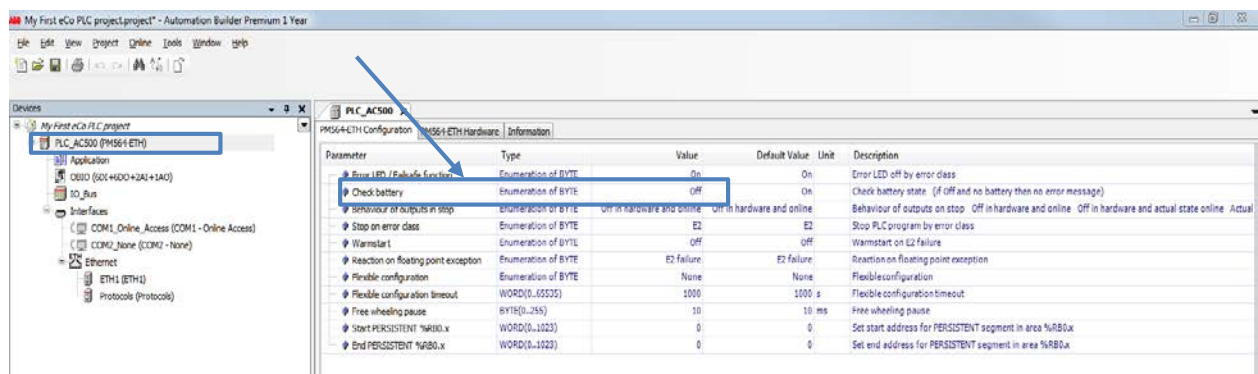 My First eCo PLC project.project* - Automation Builder Premium 1 Year
File Edit View Project Online Tools Window Help
Devices
My First eCo PLC project
PLC_AC500 (PM564-ETH)
Application
OBIO (6DI+6DO+2AI+1AO)
IO_Bus
Interfaces
COM1_Online_Access (COM1 - Online Access)
COM2_None (COM2 - None)
Ethernet
ETH1 (ETH1)
Protocols (Protocols)
PLC_AC500
PM564-ETH Configuration PM564-ETH Hardware Information
Parameter Type Value Default Value Unit Description
Error LED / Failsafe function Enumeration of BYTE On On Error LED off by error class
Check battery Enumeration of BYTE Off On Check battery state (if Off and no battery then no error message)
Behaviour of outputs in stop Enumeration of BYTE Off in hardware and online Off in hardware and online Behaviour of outputs on stop Off in hardware and online Off in hardware and actual state online Actual
Stop on error class Enumeration of BYTE E2 E2 Stop PLC program by error class
Warmstart Enumeration of BYTE Off Off Warmstart on E2 failure
Reaction on floating point exception Enumeration of BYTE E2 failure E2 failure Reaction on floating point exception
Flexible configuration Enumeration of BYTE None None Flexible configuration
Flexible configuration timeout WORD(0..65535) 1000 1000 s Flexible configuration timeout
Free wheeling pause BYTE(0..255) 10 10 ms Free wheeling pause
Start PERSISTENT %RB0.x WORD(0..1023) 0 0 Set start address for PERSISTENT segment in area %RB0.x
End PERSISTENT %RB0.x WORD(0..1023) 0 0 Set end address for PERSISTENT segment in area %RB0.x